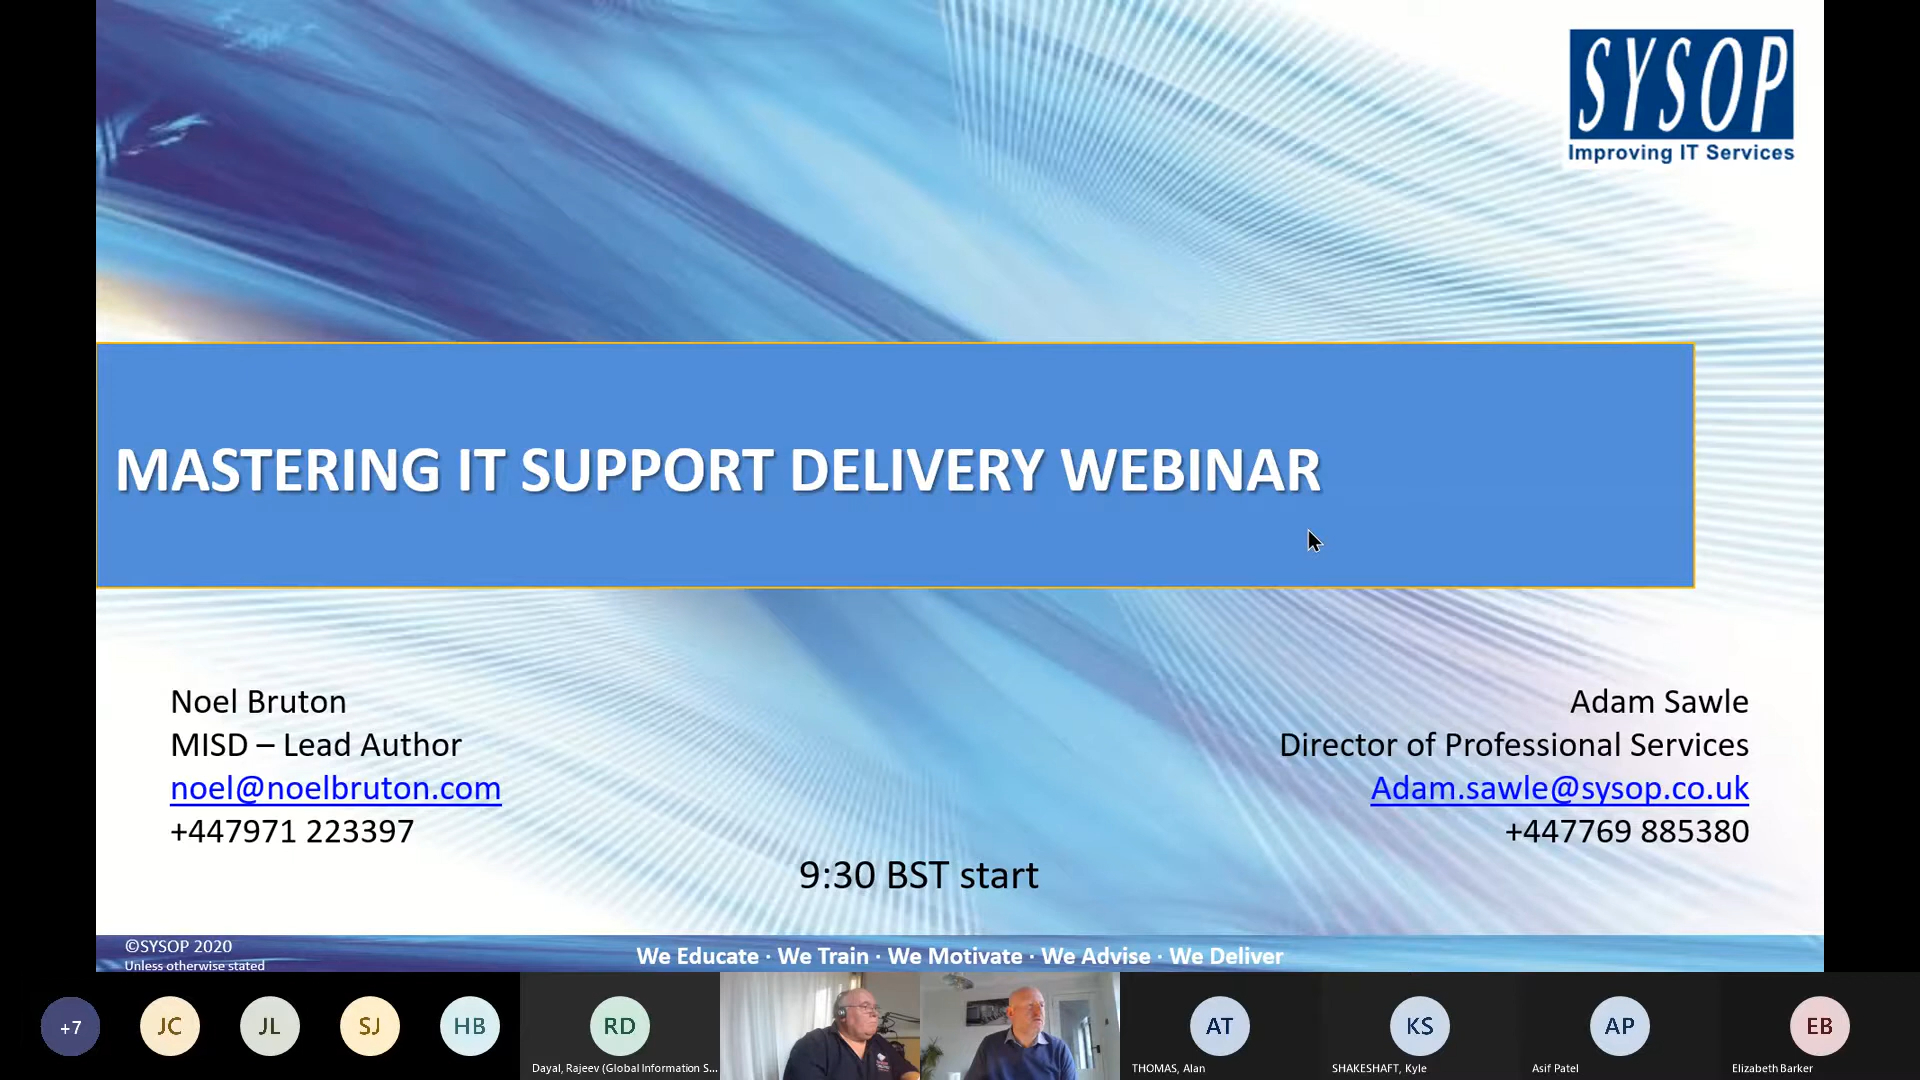 SYSOP
Improving IT Services
MASTERING IT SUPPORT DELIVERY WEBINAR
Noel Bruton
MISD – Lead Author
noel@noelbruton.com
+447971 223397
Adam Sawle
Director of Professional Services
Adam.sawle@sysop.co.uk
+447769 885380
9:30 BST start
©SYSOP 2020
Unless otherwise stated
We Educate · We Train · We Motivate · We Advise · We Deliver
+7
JC
JL
SJ
HB
RD
AT
KS
AP
EB
Dayal, Rajeev (Global Information S...
THOMAS, Alan
SHAKESHAFT, Kyle
Asif Patel
Elizabeth Barker